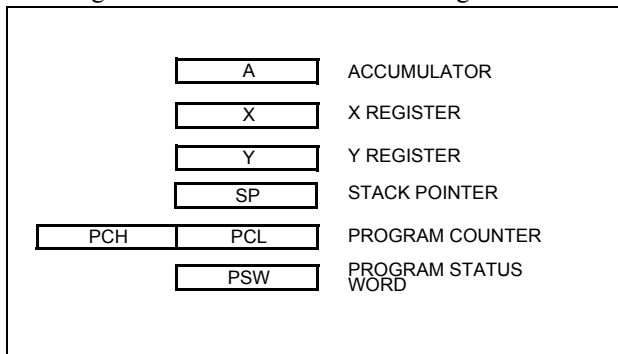 A ACCUMULATOR
X X REGISTER
Y Y REGISTER
SP STACK POINTER
PCH PCL PROGRAM COUNTER
PSW PROGRAM STATUS
WORD